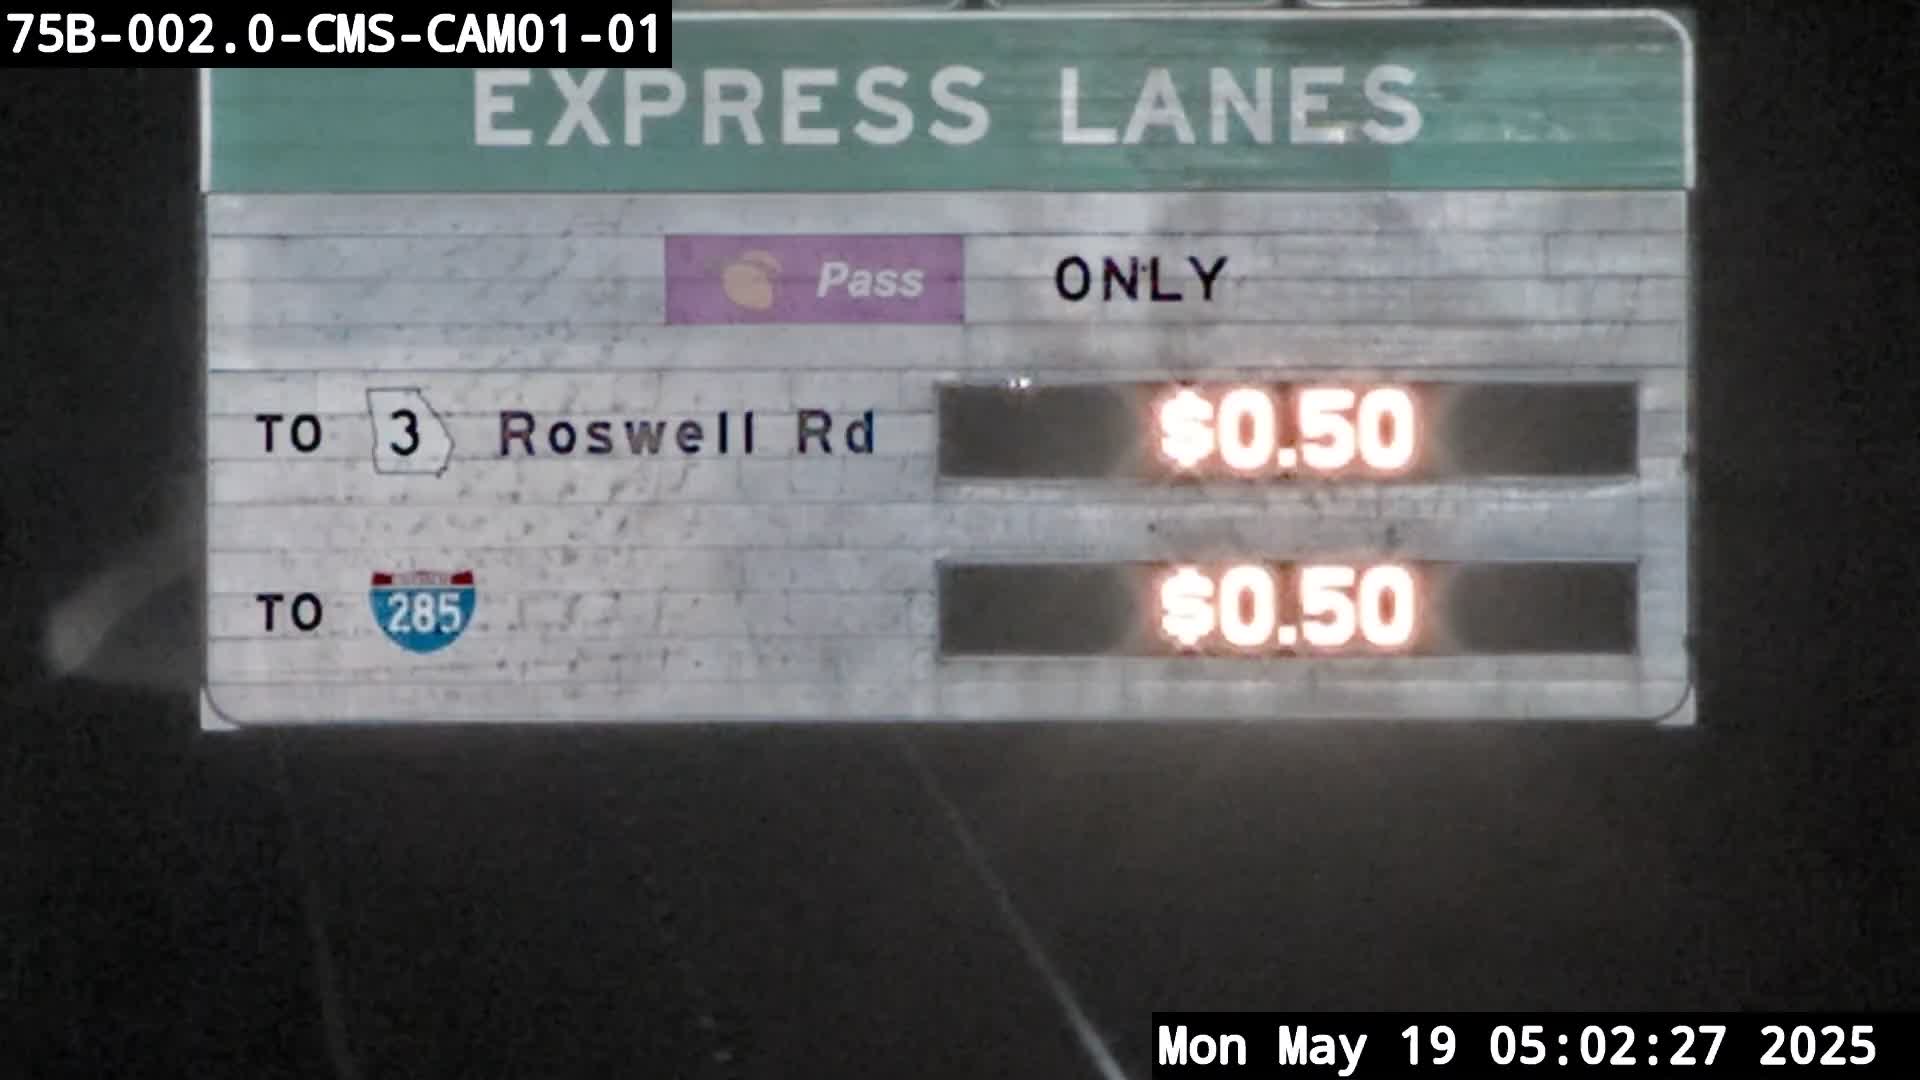 75B-002.0-CMS-CAM01-01
EXPRESS LANES
Pass ONLY
TO 3 Roswell Rd $0.50
TO 285 $0.50
Mon May 19 05:02:27 2025